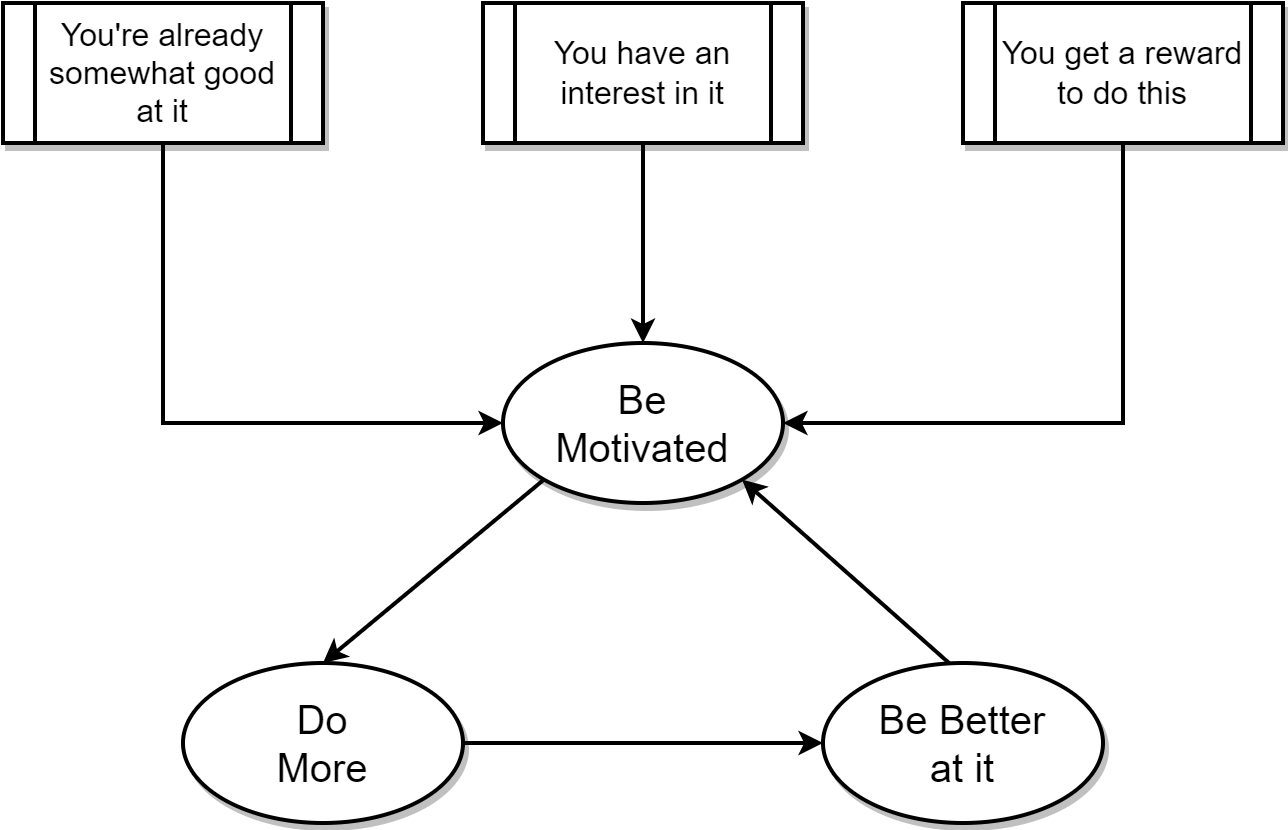 You're already
somewhat good
at it
You have an
interest in it
You get a reward
to do this
Be
Motivated
Do
More
Be Better
at it